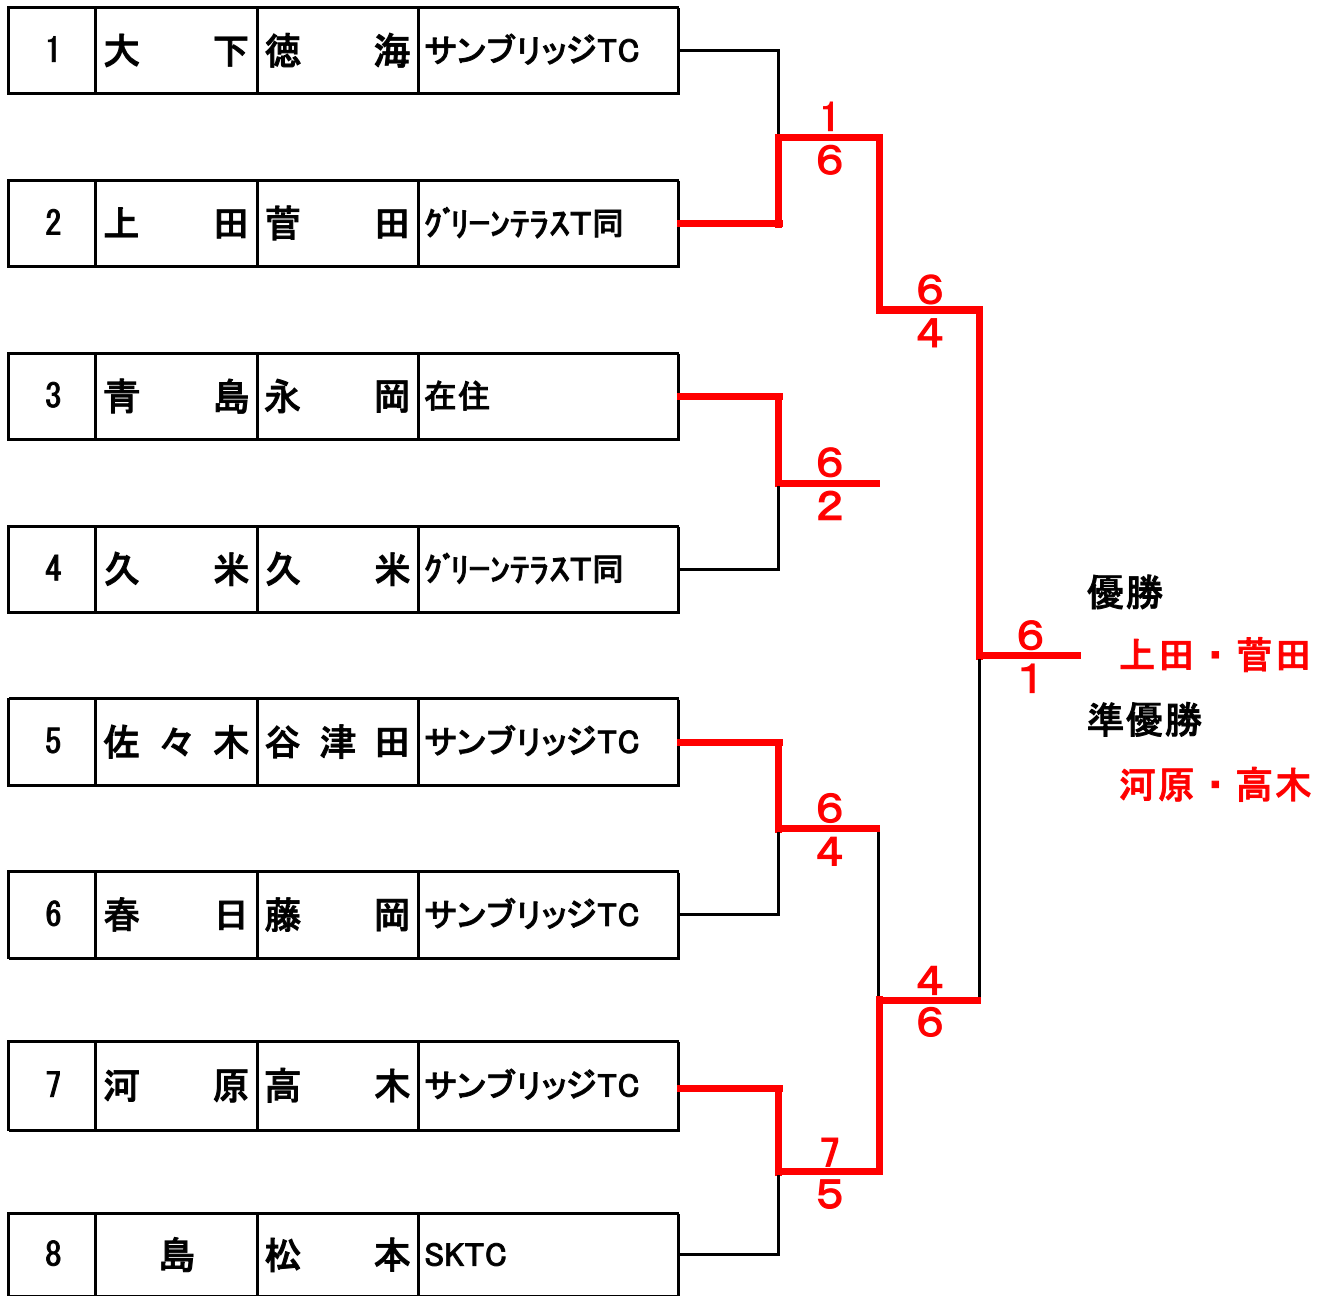 1 大下 徳海 サンブリッジTC
1
6
2 上田 菅田 グリーンテラスT同
6
4
3 青島 永岡 在住
6
2
4 久米 久米 グリーンテラスT同
優勝
6
上田・菅田
1
準優勝
5 佐々木 谷津田 サンブリッジTC
河原・高木
6
4
6 春日 藤岡 サンブリッジTC
4
6
7 河原 高木 サンブリッジTC
7
5
8 島 松本 SKTC